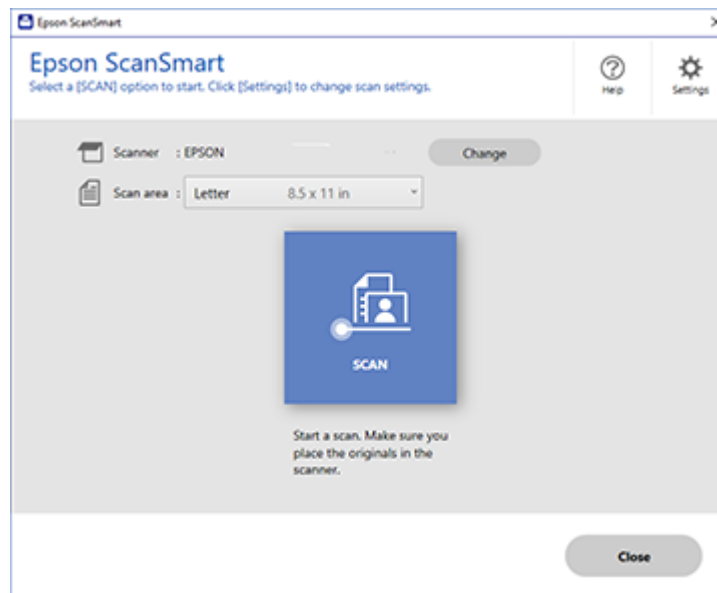 Epson ScanSmart
Epson ScanSmart
Select a [SCAN] option to start. Click [Settings] to change scan settings.
Help
Settings
Scanner : EPSON
Change
Scan area : Letter 8.5 x 11 in
SCAN
Start a scan. Make sure you
place the originals in the
scanner.
Close